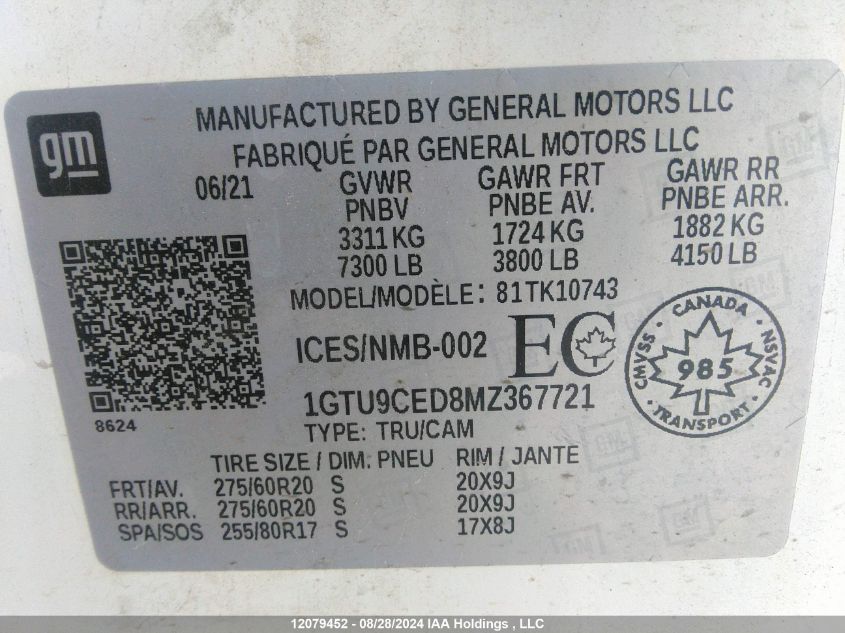 gm
MANUFACTURED BY GENERAL MOTORS LLC
FABRIQUÉ PAR GENERAL MOTORS LLC
06/21 GVWR GAWR FRT GAWR RR
PNBV PNBE AV. PNBE ARR.
3311 KG 1724 KG 1882 KG
7300 LB 3800 LB 4150 LB
MODEL/MODÈLE: 81TK10743
ICES/NMB-002 EC
CANADA
CMVSS 985 NSVAC
TRANSPORT
1GTU9CED8MZ367721
8624
TYPE: TRU/CAM
TIRE SIZE / DIM. PNEU RIM / JANTE
FRT/AV. 275/60R20 S 20X9J
RR/ARR. 275/60R20 S 20X9J
SPA/SOS 255/80R17 S 17X8J
12079452 - 08/28/2024 IAA Holdings , LLC